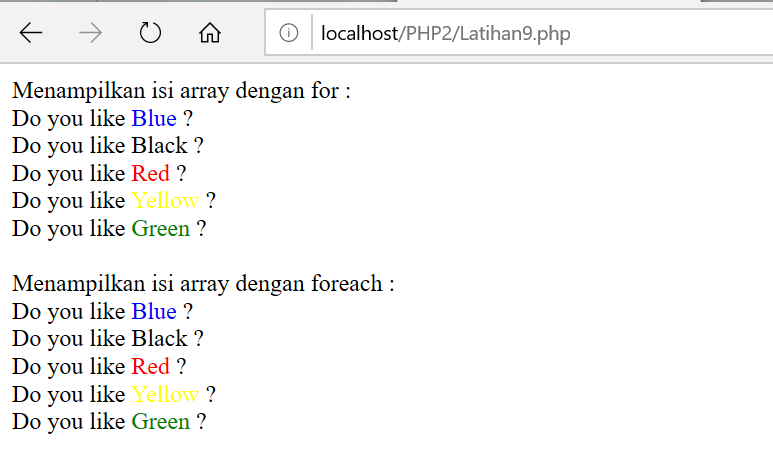 localhost/PHP2/Latihan9.php
Menampilkan isi array dengan for :
Do you like Blue ?
Do you like Black ?
Do you like Red ?
Do you like Yellow ?
Do you like Green ?
Menampilkan isi array dengan foreach :
Do you like Blue ?
Do you like Black ?
Do you like Red ?
Do you like Yellow ?
Do you like Green ?